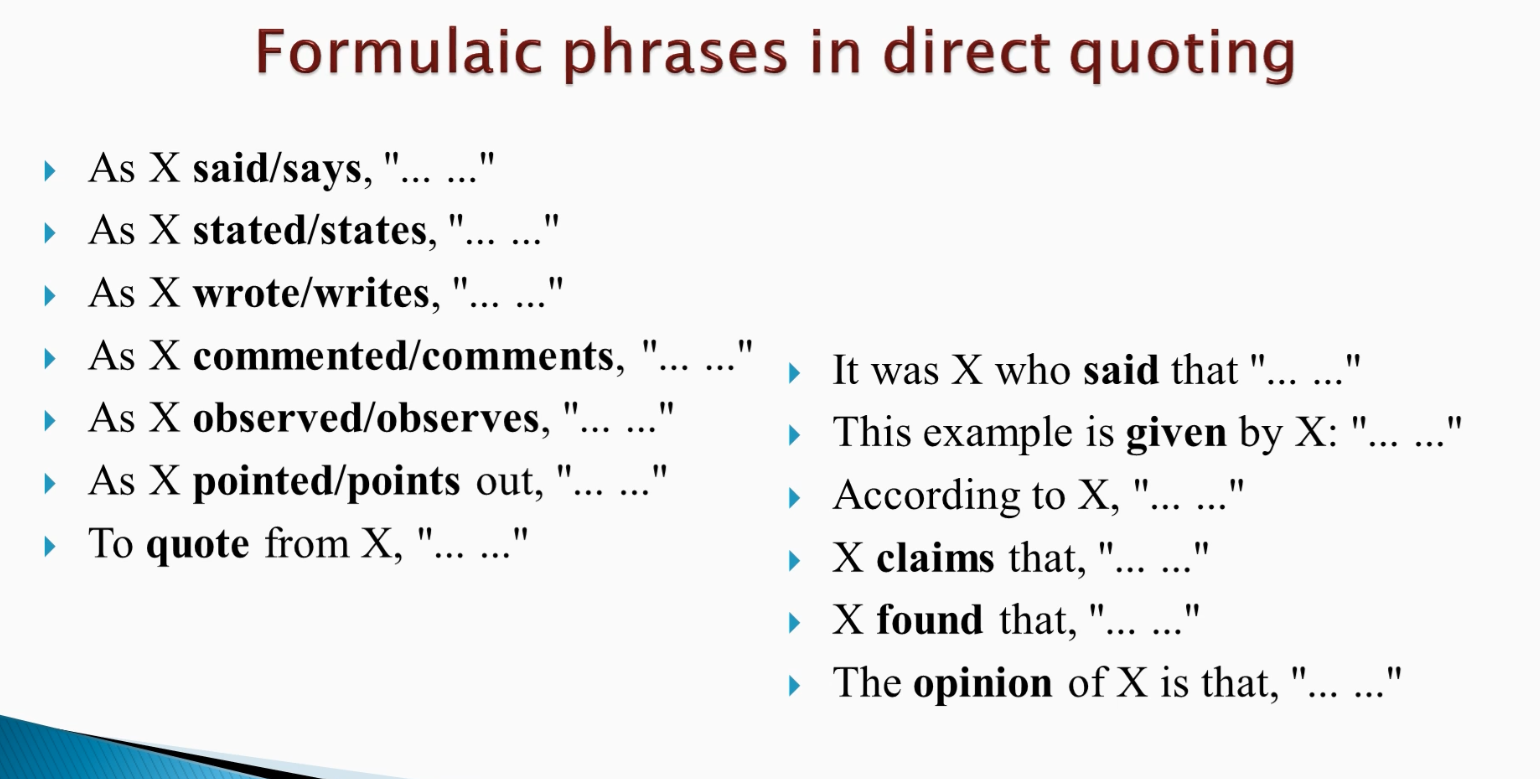 Formulaic phrases in direct quoting
As X said/says, "... ..."
As X stated/states, "... ..."
As X wrote/writes, "... ..."
As X commented/comments, "... ..."
As X observed/observes, "... ..."
As X pointed/points out, "... ..."
To quote from X, "... ..."
It was X who said that "... ..."
This example is given by X: "... ..."
According to X, "... ..."
X claims that, "... ..."
X found that, "... ..."
The opinion of X is that, "... ..."